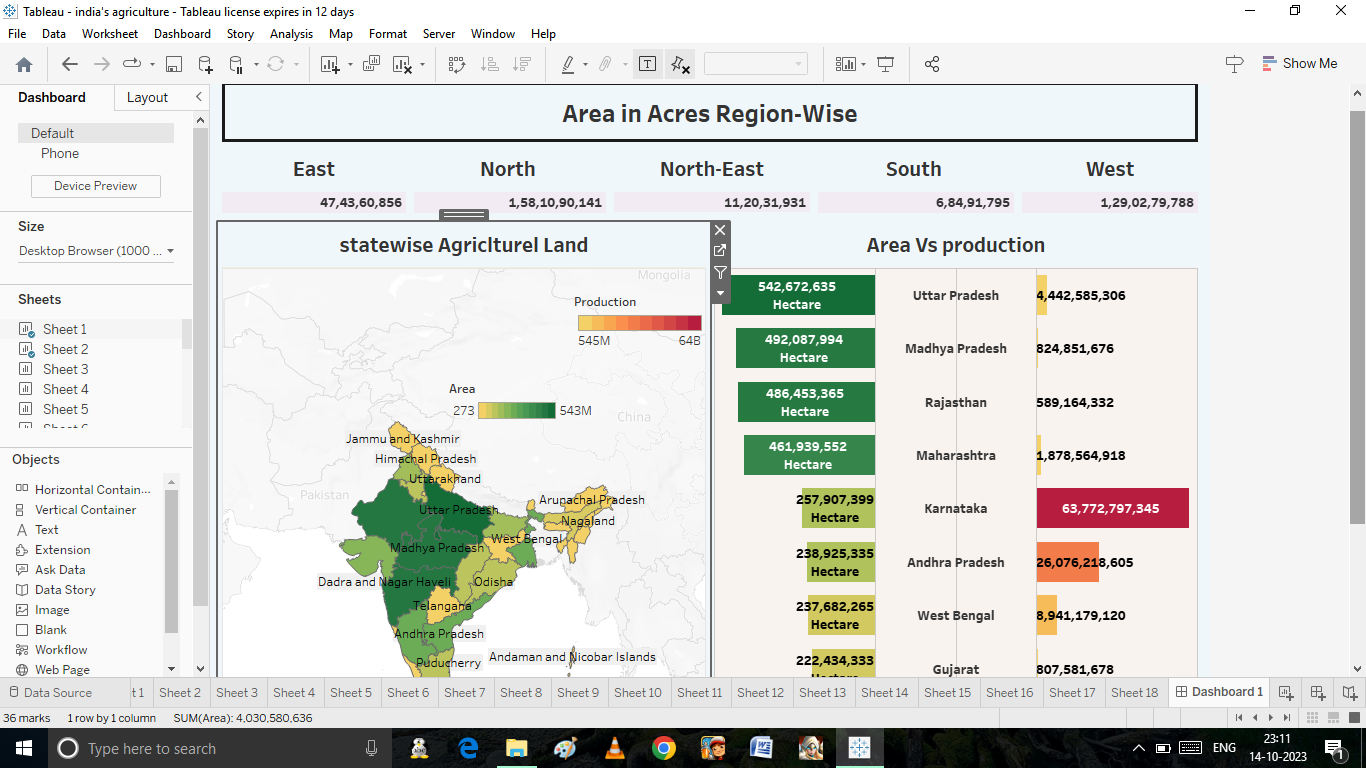 Tableau - india's agriculture - Tableau license expires in 12 days
File Data Worksheet Dashboard Story Analysis Map Format Server Window Help
Show Me
Dashboard Layout
Default
Phone
Device Preview
Size
Desktop Browser (1000 ...
Sheets
Sheet 1
Sheet 2
Sheet 3
Sheet 4
Sheet 5
Objects
Horizontal Contain...
Vertical Container
Text
Extension
Ask Data
Data Story
Image
Blank
Workflow
Web Page
Area in Acres Region-Wise
East North North-East South West
47,43,60,856 1,58,10,90,141 11,20,31,931 6,84,91,795 1,29,02,79,788
statewise Agriclturel Land
Mongolia
Production
545M 64B
Area
273 543M
China
Pakistan
Jammu and Kashmir
Himachal Pradesh
Uttarakhand
Arunachal Pradesh
Uttar Pradesh
Nagaland
West Bengal
Madhya Pradesh
Dadra and Nagar Haveli
Odisha
Telangana
Andhra Pradesh
Andaman and Nicobar Islands
Puducherry
Area Vs production
542,672,635
Hectare
Uttar Pradesh
4,442,585,306
492,087,994
Hectare
Madhya Pradesh
824,851,676
486,453,365
Hectare
Rajasthan
589,164,332
461,939,552
Hectare
Maharashtra
1,878,564,918
257,907,399
Hectare
Karnataka
63,772,797,345
238,925,335
Hectare
Andhra Pradesh
26,076,218,605
237,682,265
Hectare
West Bengal
8,941,179,120
222,434,333
Gujarat
807,581,678
Data Source t 1 Sheet 2 Sheet 3 Sheet 4 Sheet 5 Sheet 6 Sheet 7 Sheet 8 Sheet 9 Sheet 10 Sheet 11 Sheet 12 Sheet 13 Sheet 14 Sheet 15 Sheet 16 Sheet 17 Sheet 18 Dashboard 1
36 marks 1 row by 1 column SUM(Area): 4,030,580,636
Type here to search
ENG
23:11
14-10-2023
1